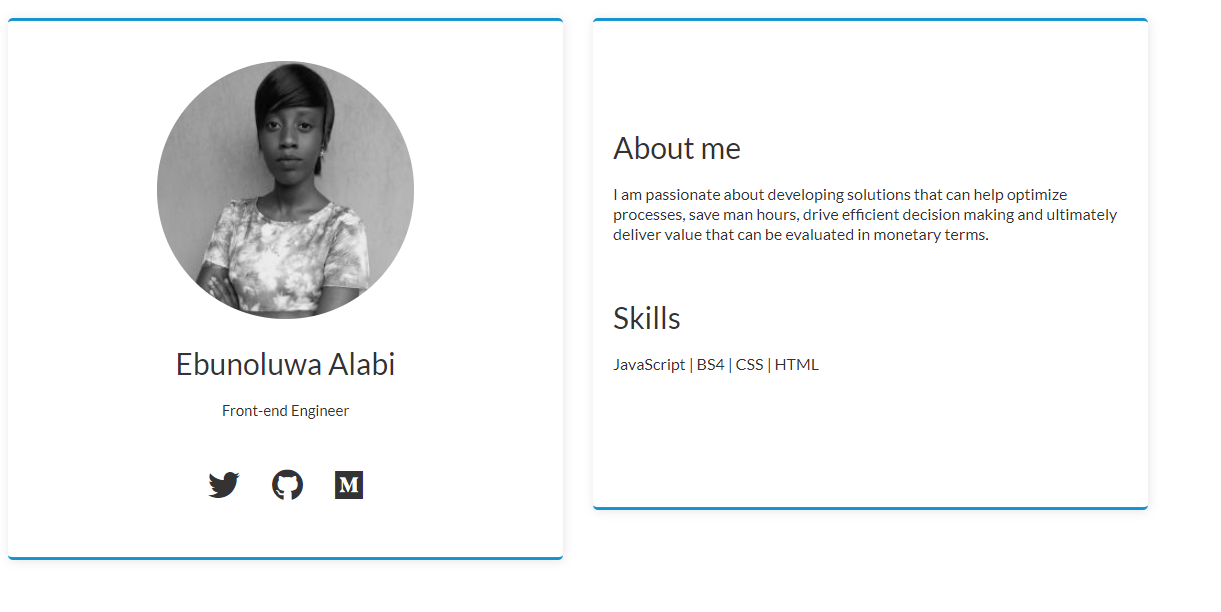 Ebunoluwa Alabi
Front-end Engineer
M
About me
I am passionate about developing solutions that can help optimize
processes, save man hours, drive efficient decision making and ultimately
deliver value that can be evaluated in monetary terms.
Skills
JavaScript | BS4 | CSS | HTML